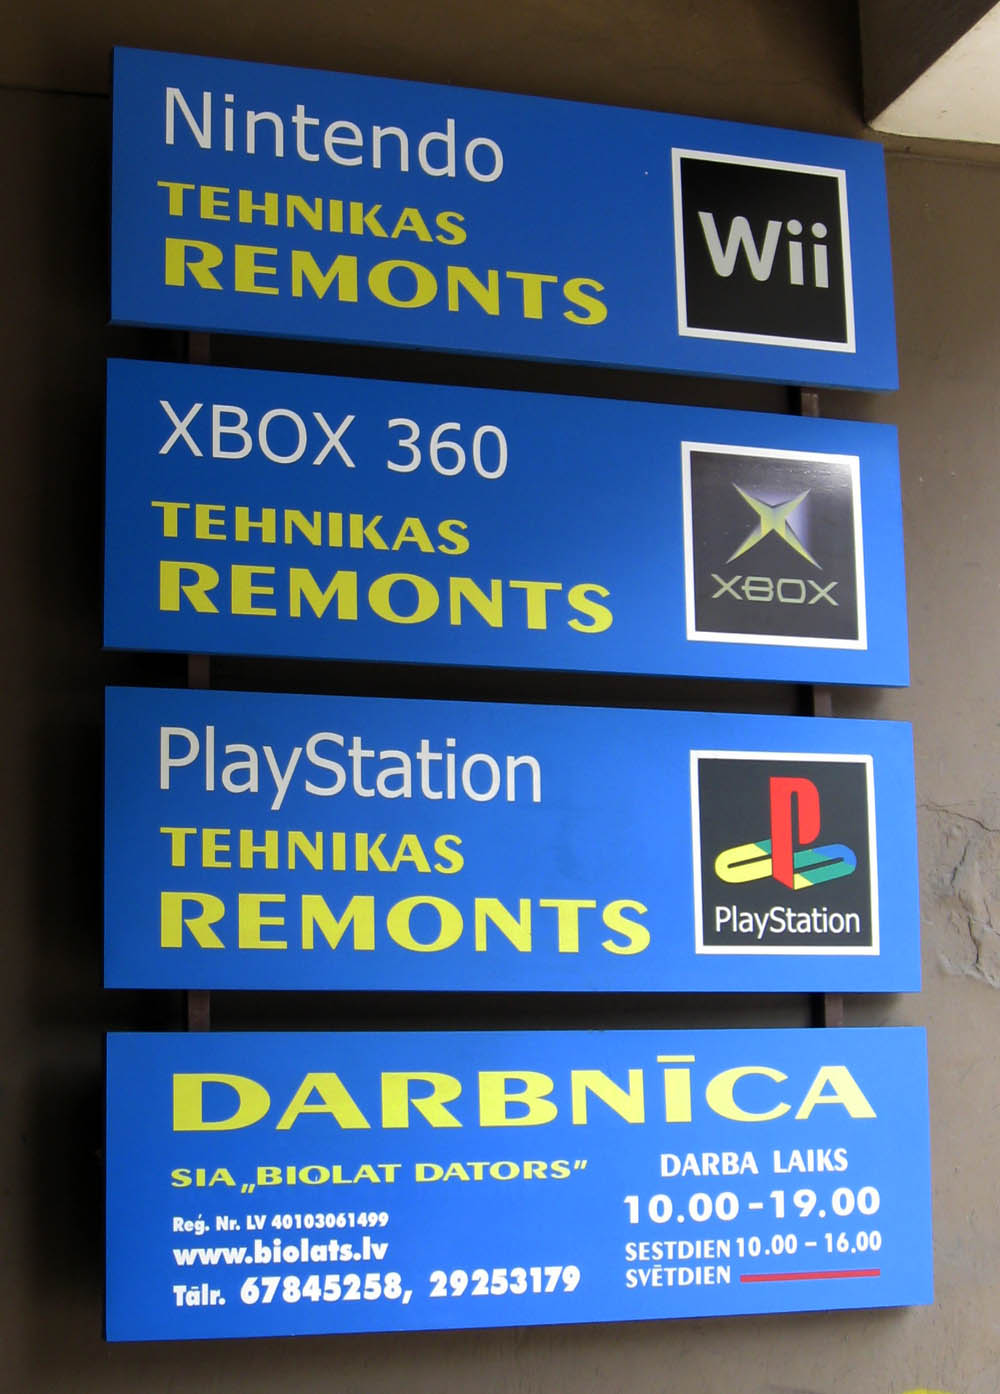 Nintendo
TEHNIKAS
REMONTS
Wii
XBOX 360
TEHNIKAS
REMONTS
XBOX
PlayStation
TEHNIKAS
REMONTS
PlayStation
DARBNĪCA
SIA „BIOLAT DATORS”
Reģ. Nr. LV 40103061499
www.biolats.lv
Tālr. 67845258, 29253179
DARBA LAIKS
10.00 - 19.00
SESTDIEN 10.00 - 16.00
SVĒTDIEN